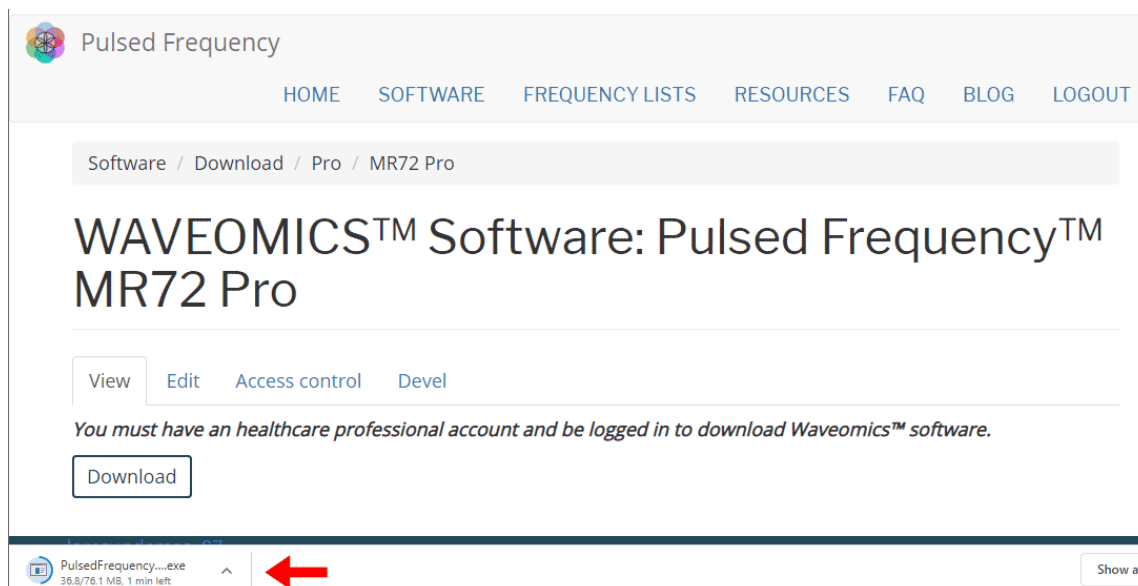 Pulsed Frequency
HOME SOFTWARE FREQUENCY LISTS RESOURCES FAQ BLOG LOGOUT
Software / Download / Pro / MR72 Pro
WAVEOMICS™ Software: Pulsed Frequency™
MR72 Pro
View Edit Access control Devel
You must have an healthcare professional account and be logged in to download Waveomics™ software.
Download
PulsedFrequency....exe
36.8/76.1 MB, 1 min left
Show a